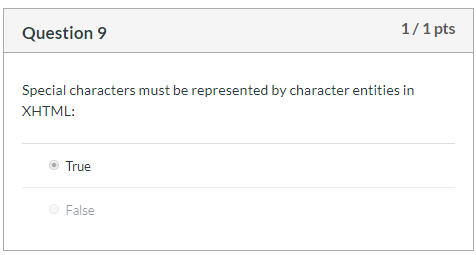 Question 9
1 / 1 pts
Special characters must be represented by character entities in
XHTML:
True
False